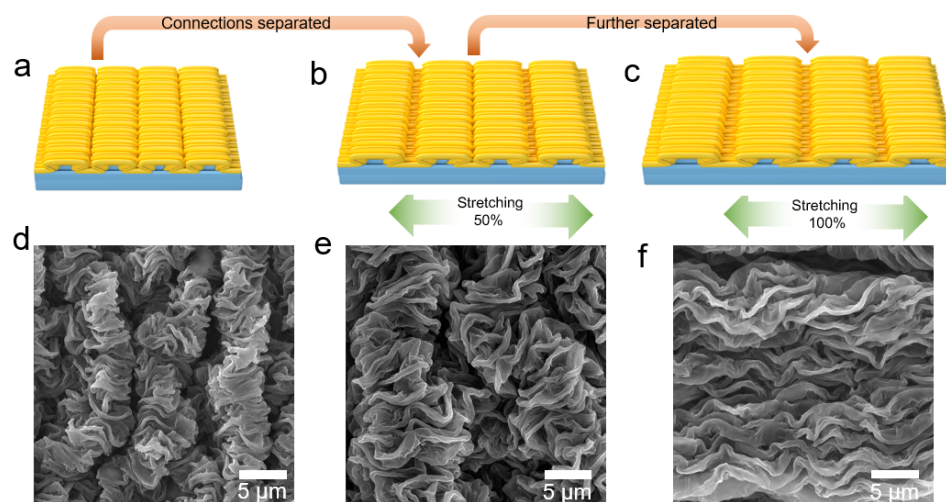 Connections separated
Further separated
a
b
c
Stretching
50%
Stretching
100%
d
e
f
5 μm
5 μm
5 μm